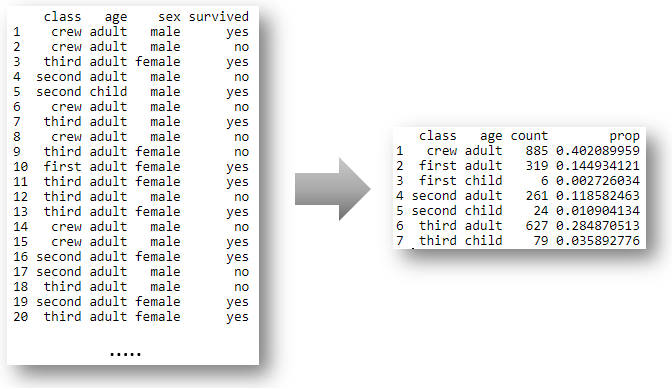 class age sex survived
1 crew adult male yes
2 crew adult male no
3 third adult female yes
4 second adult male no
5 second child male yes
6 crew adult male no
7 third adult male yes
8 crew adult male no
9 third adult female no
10 first adult female yes
11 third adult female yes
12 third adult male no
13 third adult female yes
14 crew adult male no
15 crew adult male yes
16 second adult female yes
17 second adult male no
18 third adult male no
19 second adult female yes
20 third adult female yes
.....
class age count prop
1 crew adult 885 0.402089959
2 first adult 319 0.144934121
3 first child 6 0.002726034
4 second adult 261 0.118582463
5 second child 24 0.010904134
6 third adult 627 0.284870513
7 third child 79 0.035892776